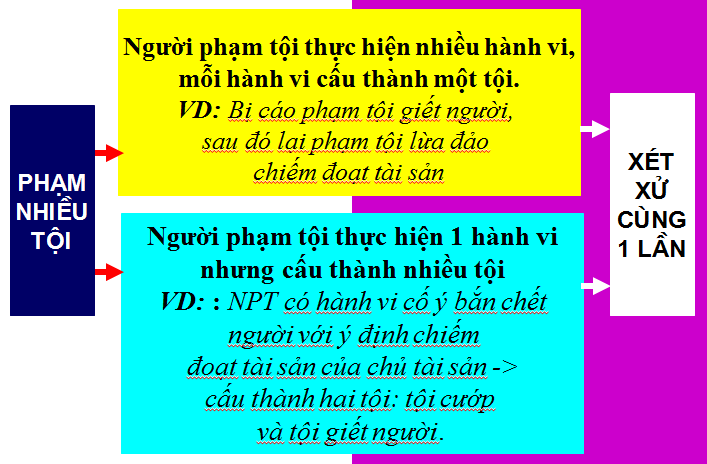 PHẠM
NHIỀU
TỘI
Người phạm tội thực hiện nhiều hành vi,
mỗi hành vi cấu thành một tội.
VD: Bị cáo phạm tội giết người,
sau đó lại phạm tội lừa đảo
chiếm đoạt tài sản
Người phạm tội thực hiện 1 hành vi
nhưng cấu thành nhiều tội
VD: : NPT có hành vi cố ý bắn chết
người với ý định chiếm
đoạt tài sản của chủ tài sản ->
cấu thành hai tội: tội cướp
và tội giết người.
XÉT
XỬ
CÙNG
1 LẦN